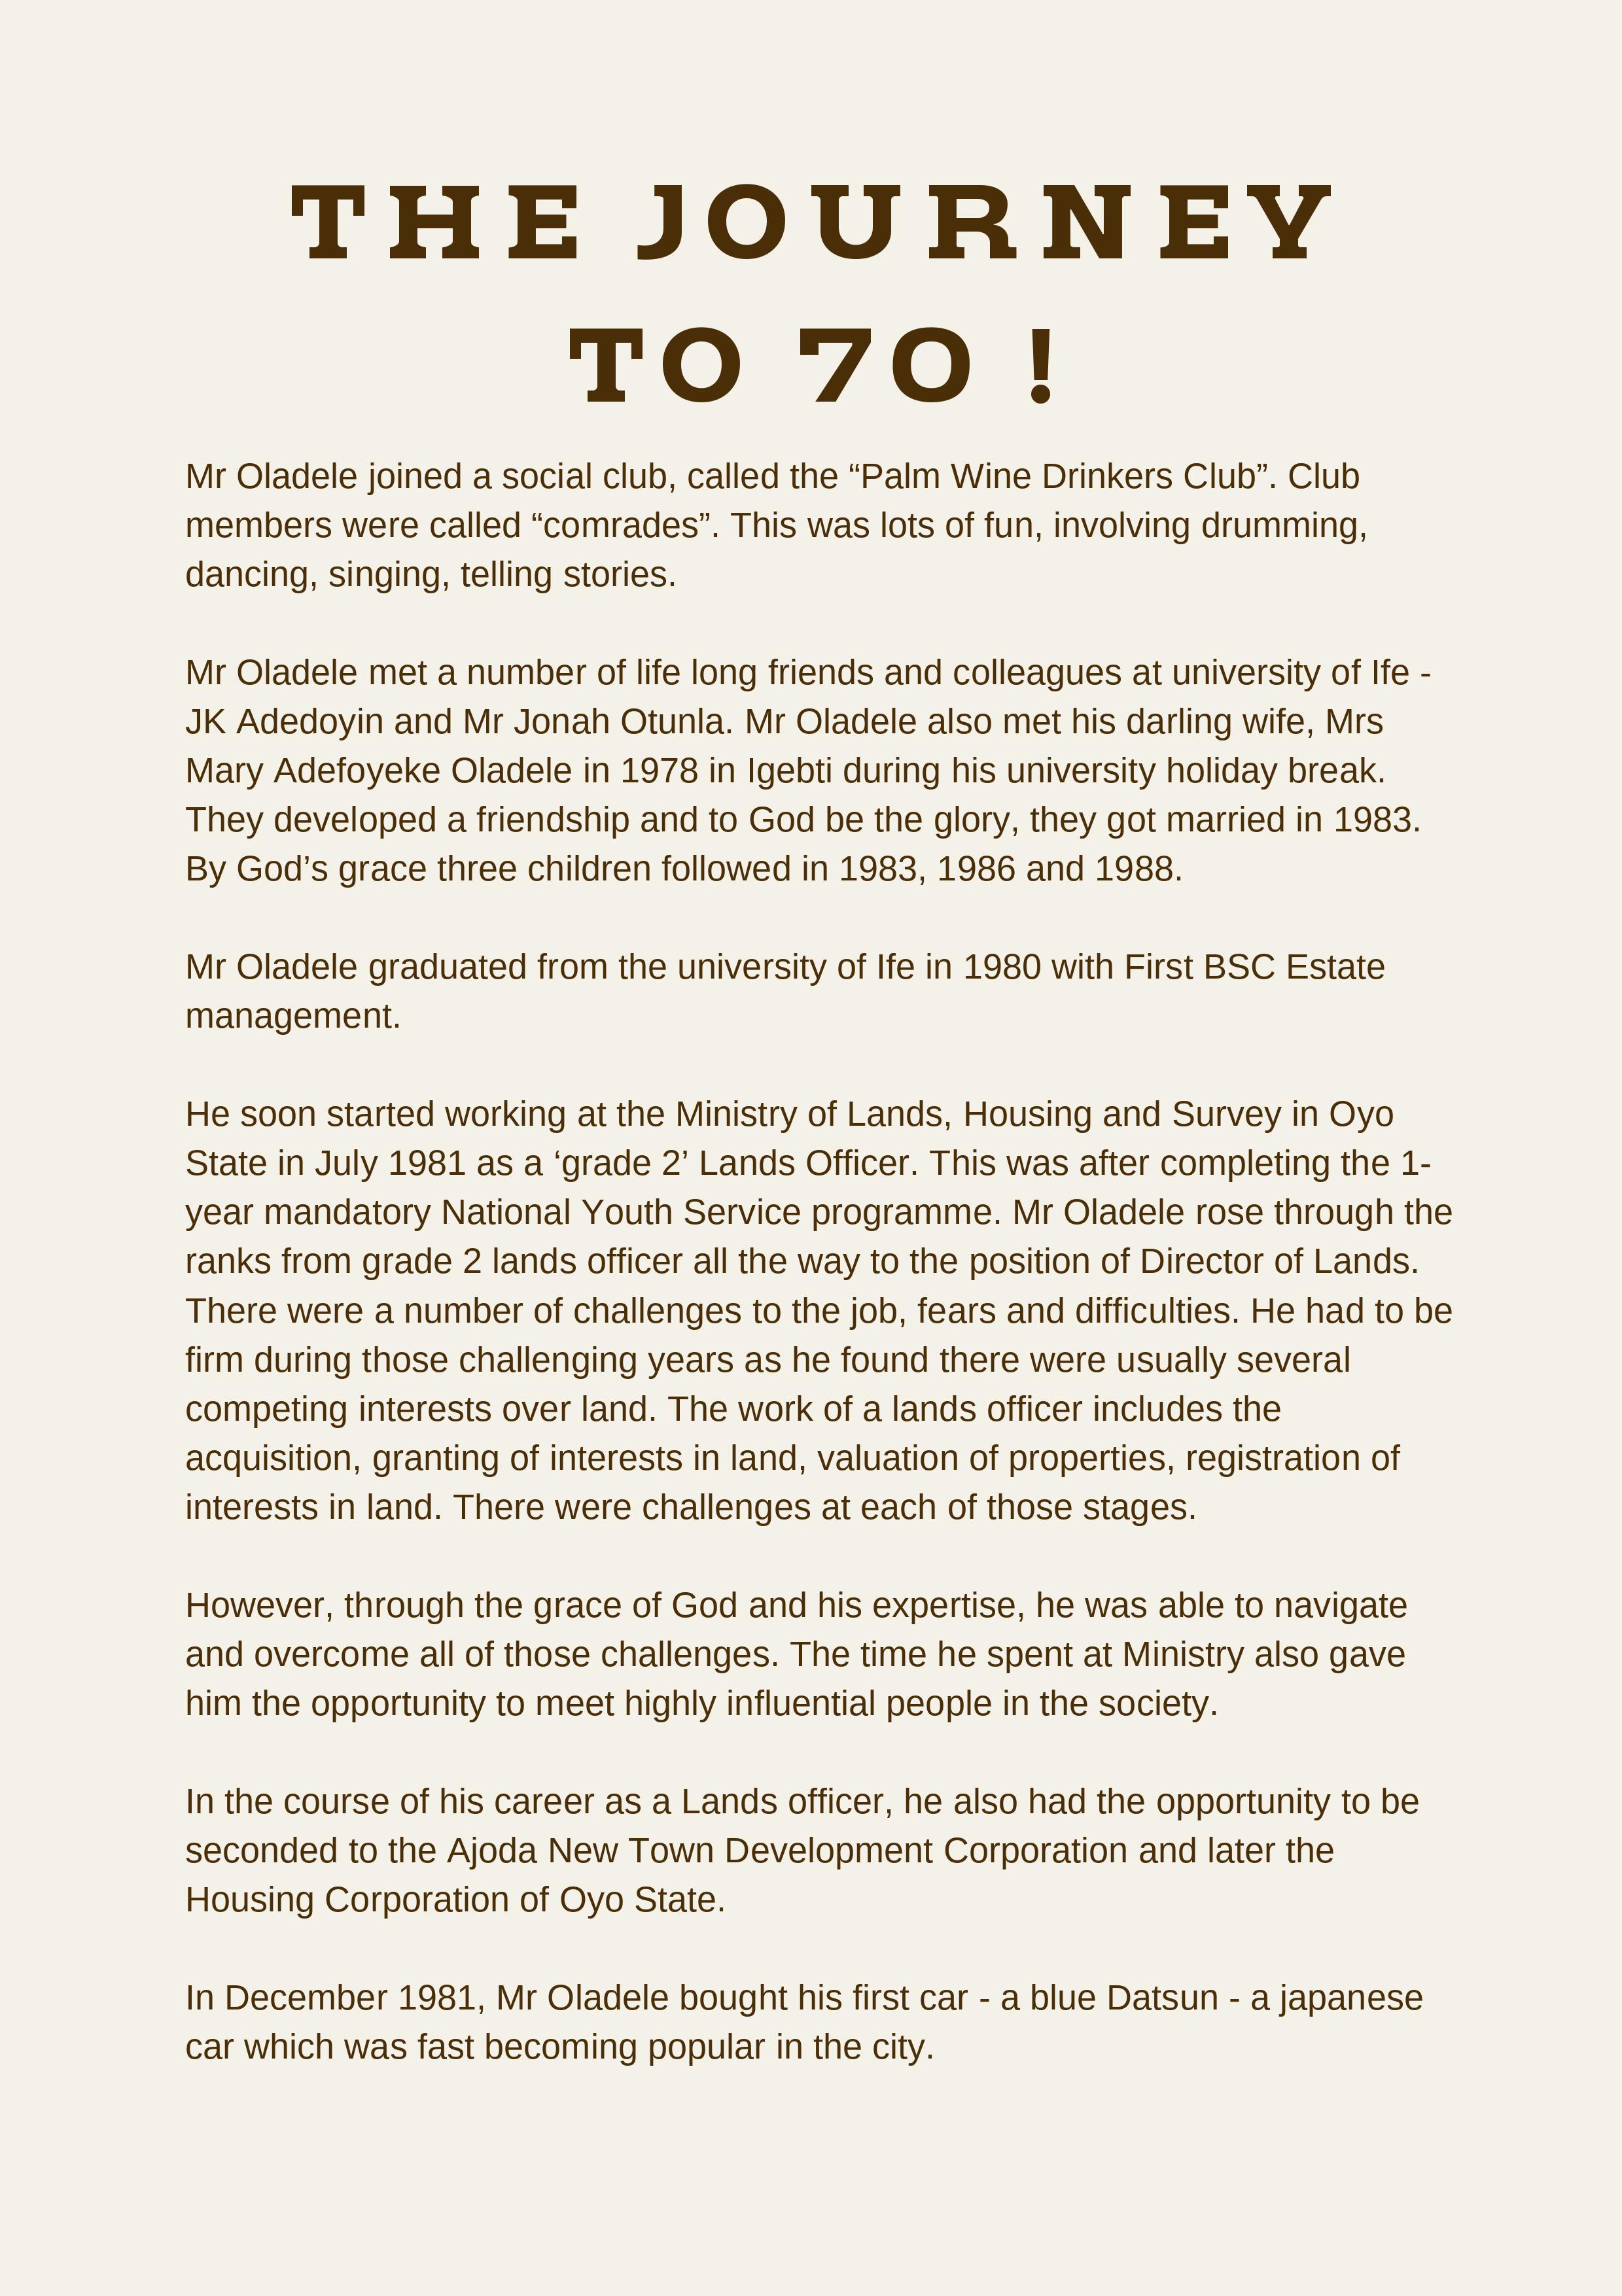 THE JOURNEY
TO 70 !
Mr Oladele joined a social club, called the “Palm Wine Drinkers Club”. Club
members were called “comrades”. This was lots of fun, involving drumming,
dancing, singing, telling stories.
Mr Oladele met a number of life long friends and colleagues at university of Ife -
JK Adedoyin and Mr Jonah Otunla. Mr Oladele also met his darling wife, Mrs
Mary Adefoyeke Oladele in 1978 in Igebti during his university holiday break.
They developed a friendship and to God be the glory, they got married in 1983.
By God’s grace three children followed in 1983, 1986 and 1988.
Mr Oladele graduated from the university of Ife in 1980 with First BSC Estate
management.
He soon started working at the Ministry of Lands, Housing and Survey in Oyo
State in July 1981 as a ‘grade 2’ Lands Officer. This was after completing the 1-
year mandatory National Youth Service programme. Mr Oladele rose through the
ranks from grade 2 lands officer all the way to the position of Director of Lands.
There were a number of challenges to the job, fears and difficulties. He had to be
firm during those challenging years as he found there were usually several
competing interests over land. The work of a lands officer includes the
acquisition, granting of interests in land, valuation of properties, registration of
interests in land. There were challenges at each of those stages.
However, through the grace of God and his expertise, he was able to navigate
and overcome all of those challenges. The time he spent at Ministry also gave
him the opportunity to meet highly influential people in the society.
In the course of his career as a Lands officer, he also had the opportunity to be
seconded to the Ajoda New Town Development Corporation and later the
Housing Corporation of Oyo State.
In December 1981, Mr Oladele bought his first car - a blue Datsun - a japanese
car which was fast becoming popular in the city.